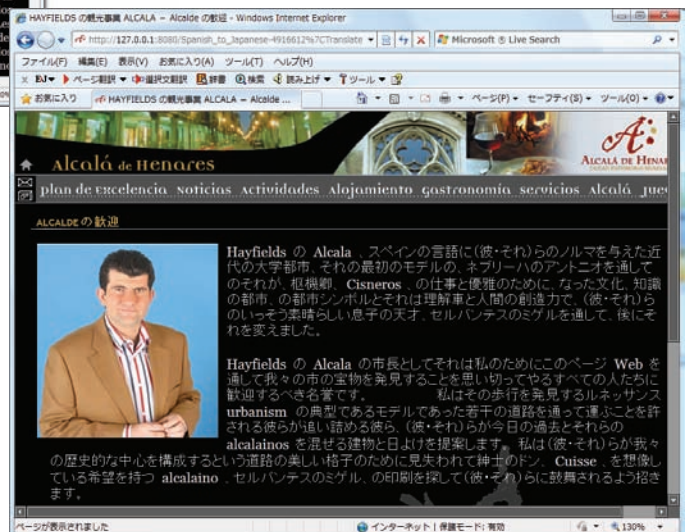 HAYFIELDS の観光事業 ALCALA – Alcalde の歓迎 - Windows Internet Explorer
http://127.0.0.1:8080/Spanish_to_Japanese-4916612%7CTranslate
Microsoft ® Live Search
ファイル(F) 編集(E) 表示(V) お気に入り(A) ツール(T) ヘルプ(H)
× EJ ページ翻訳 選択文翻訳 辞書 検索 読み上げ ツール
お気に入り HAYFIELDS の観光事業 ALCALA – Alcalde ... ページ(P) セーフティ(S) ツール(O)
Alcalá de Henares
ALCALÁ DE HENAR
plan de excelencia noticias actividades alojamiento gastronomía servicios Alcalá jue
ALCALDE の歓迎
Hayfields の Alcala 、スペインの言語に(彼・それ)らのノルマを与えた近
代の大学都市、それの最初のモデルの、ネブリーハのアントニオを通して
のそれが、枢機卿、 Cisneros 、の仕事と優雅のために、なった文化、知識
の都市、の都市シンボルとそれは理解車と人間の創造力で、(彼・それ)ら
のいっそう素晴らしい息子の天才、セルバンテスのミゲルを通して、後にそ
れを変えました。
Hayfields の Alcala の市長としてそれは私のためにこのページ Web を
通して我々の市の宝物を発見することを思い切ってやるすべての人たちに
歓迎するべき名誉です。 私はその歩行を発見するルネッサンス
urbanism の典型であるモデルであった若干の道路を通って運ぶことを許
される彼らが追い詰める彼ら、(彼・それ)らが今日の過去とそれらの
alcalainos を混ぜる建物と日よけを提案します。 私は(彼・それ)らが我々
の歴史的な中心を構成するという道路の美しい格子のために見失われて紳士のドン、 Cuisse 、を想像し
ている希望を持つ alcalaino 、セルバンテスのミゲル、の印刷を探して(彼・それ)らに鼓舞されるよう招き
ます。
ページが表示されました インターネット | 保護モード: 有効 130%